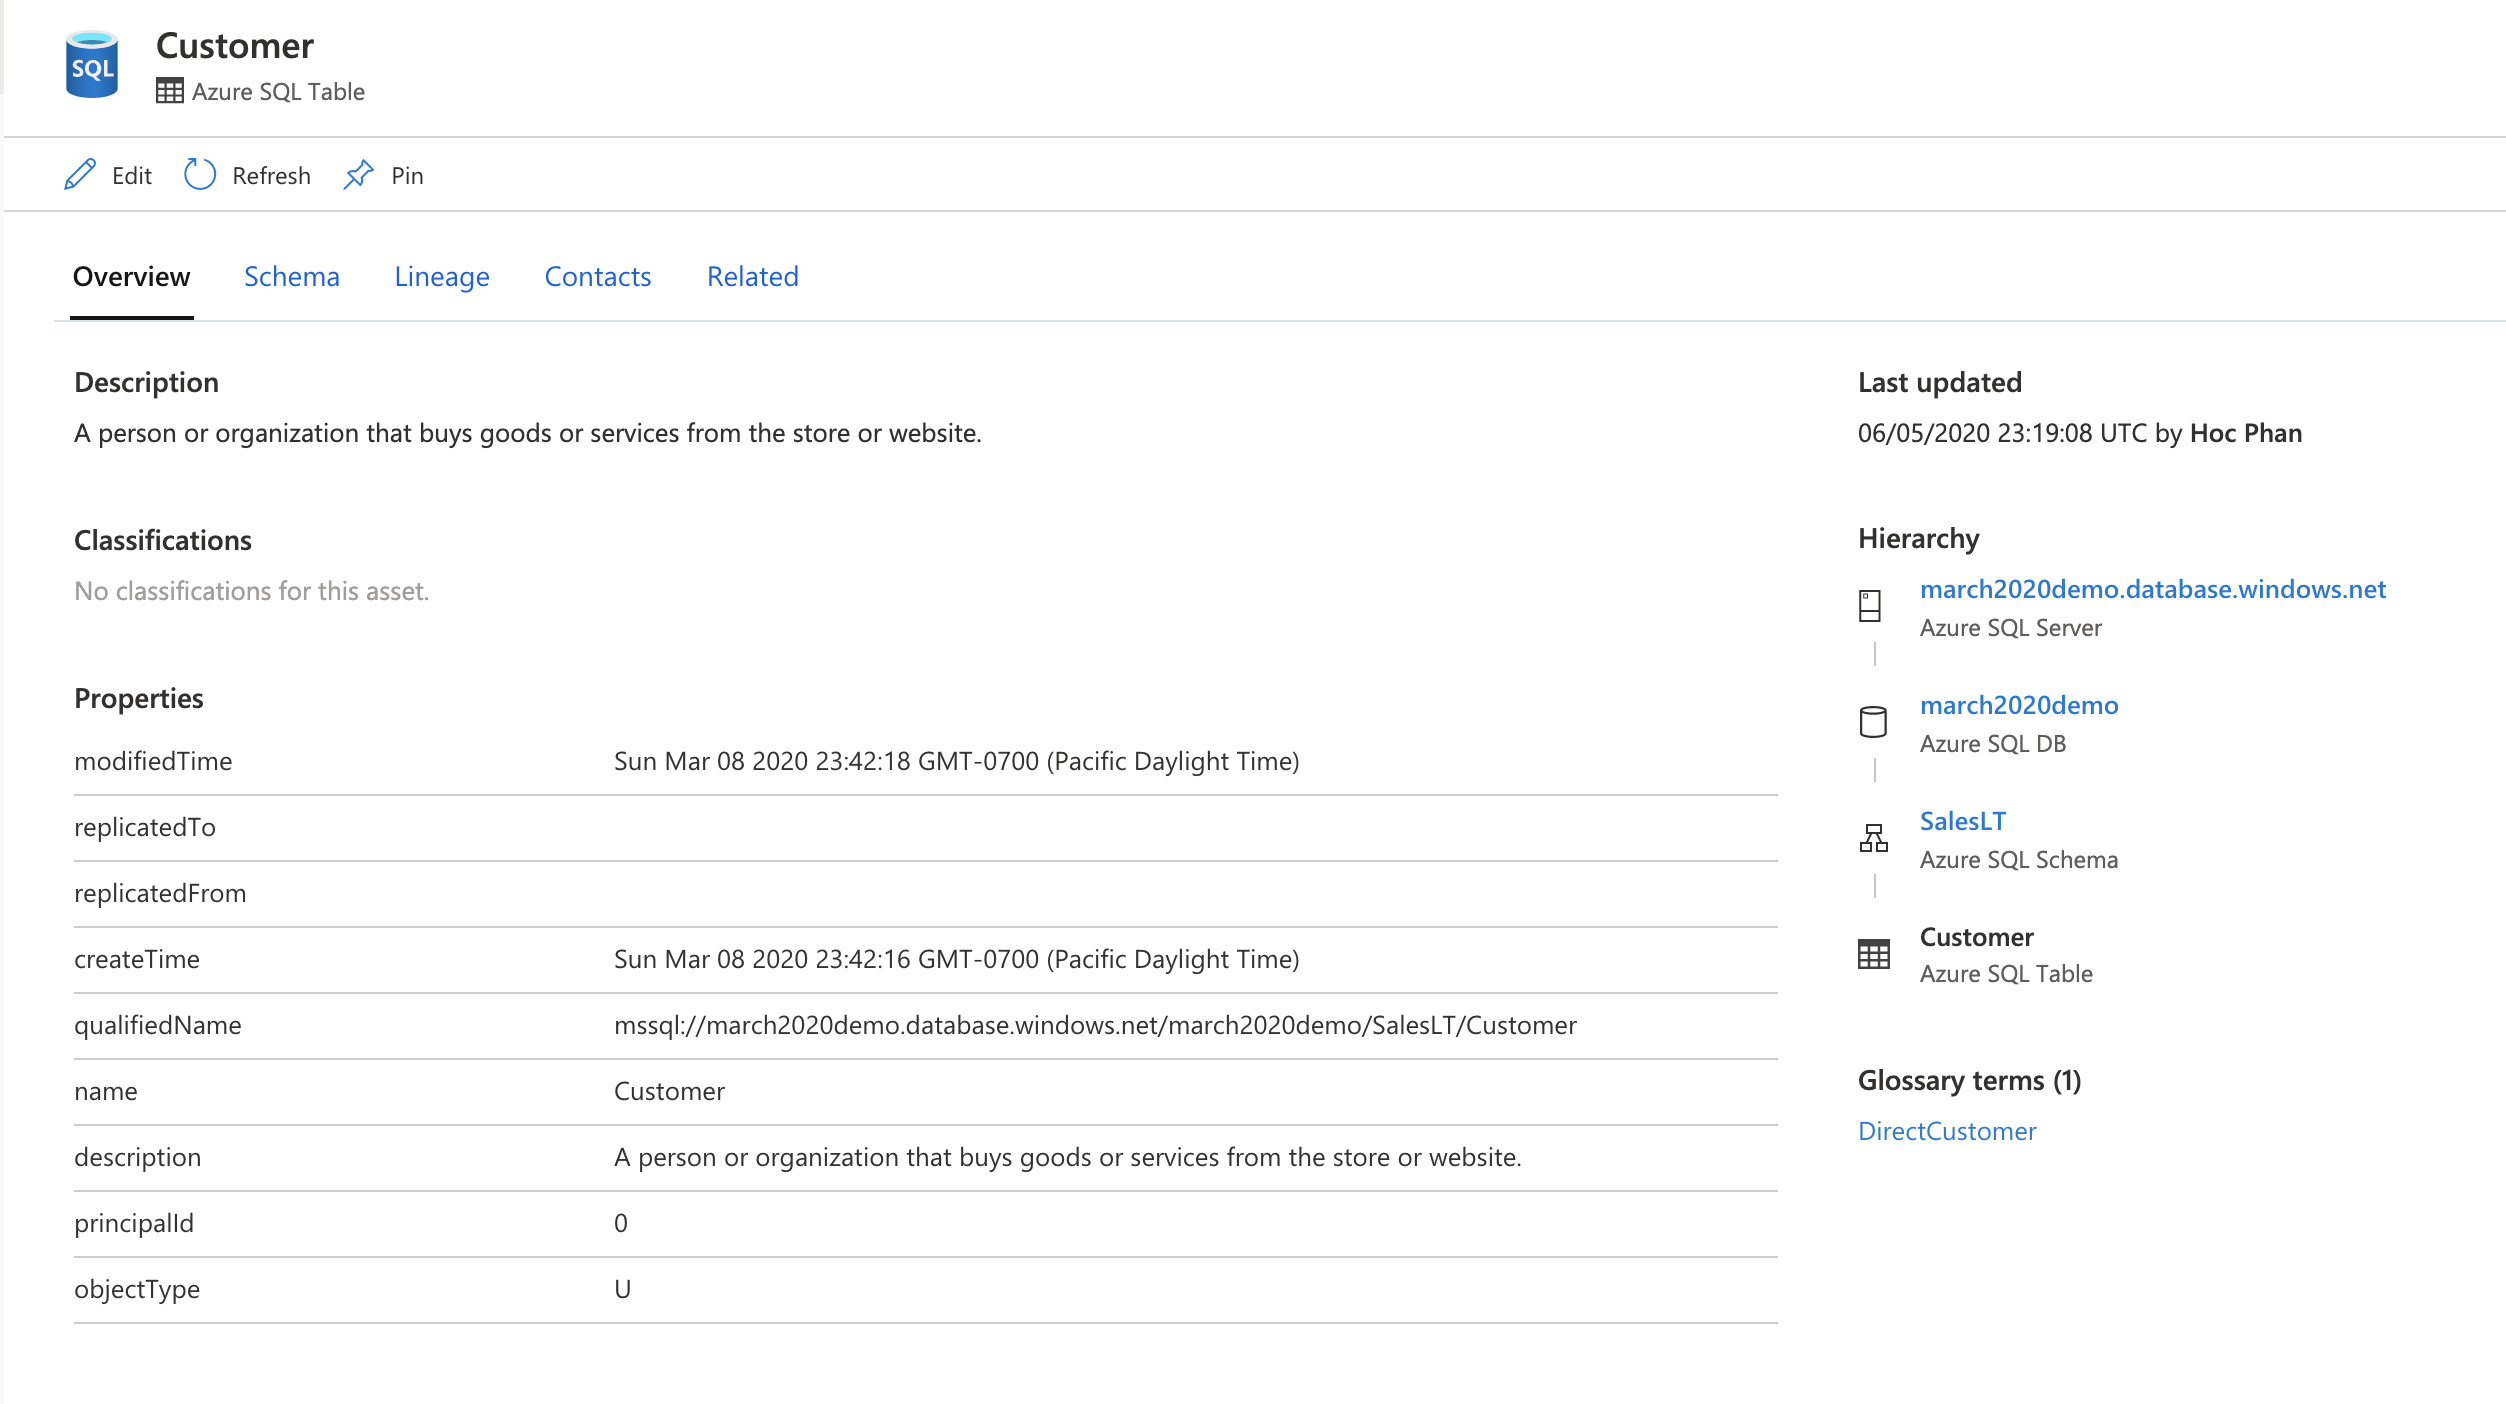 SQL
Customer
Azure SQL Table
Edit Refresh Pin
Overview Schema Lineage Contacts Related
Description
A person or organization that buys goods or services from the store or website.
Classifications
No classifications for this asset.
Properties
modifiedTime Sun Mar 08 2020 23:42:18 GMT-0700 (Pacific Daylight Time)
replicatedTo
replicatedFrom
createTime Sun Mar 08 2020 23:42:16 GMT-0700 (Pacific Daylight Time)
qualifiedName mssql://march2020demo.database.windows.net/march2020demo/SalesLT/Customer
name Customer
description A person or organization that buys goods or services from the store or website.
principalId 0
objectType U
Last updated
06/05/2020 23:19:08 UTC by Hoc Phan
Hierarchy
march2020demo.database.windows.net
Azure SQL Server
march2020demo
Azure SQL DB
SalesLT
Azure SQL Schema
Customer
Azure SQL Table
Glossary terms (1)
DirectCustomer